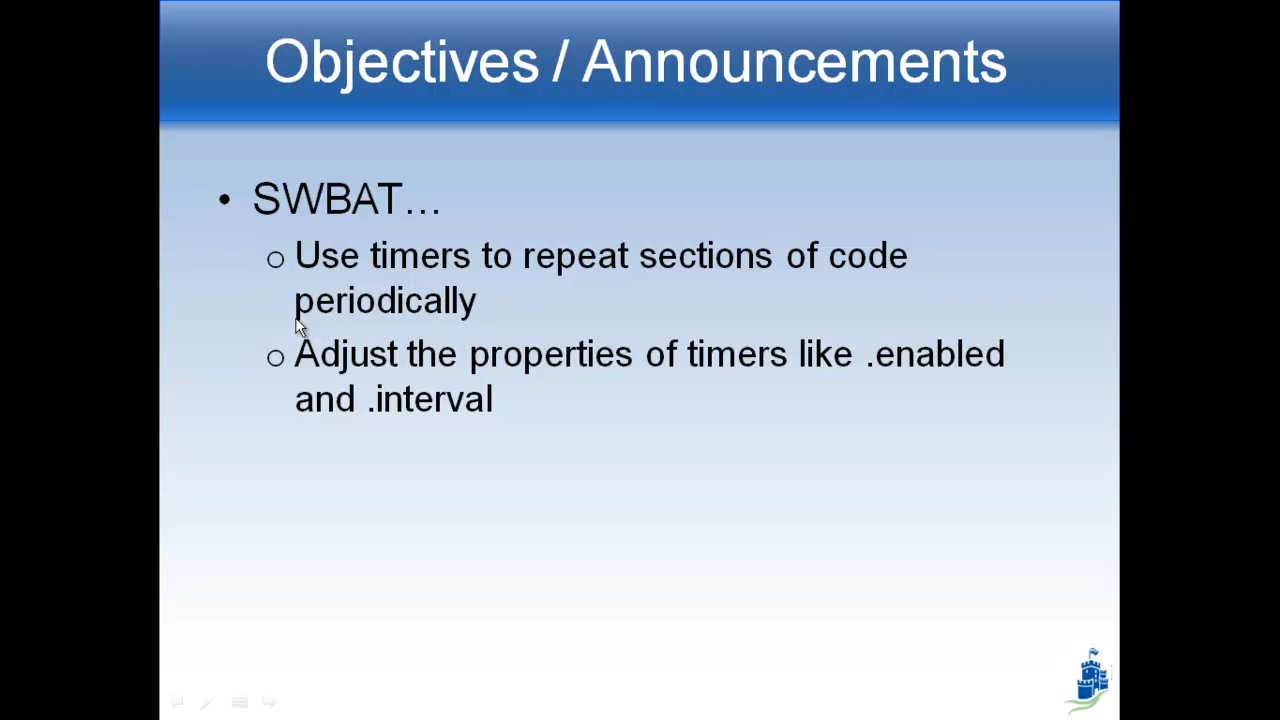 Objectives / Announcements
• SWBAT…
o Use timers to repeat sections of code
periodically
o Adjust the properties of timers like .enabled
and .interval